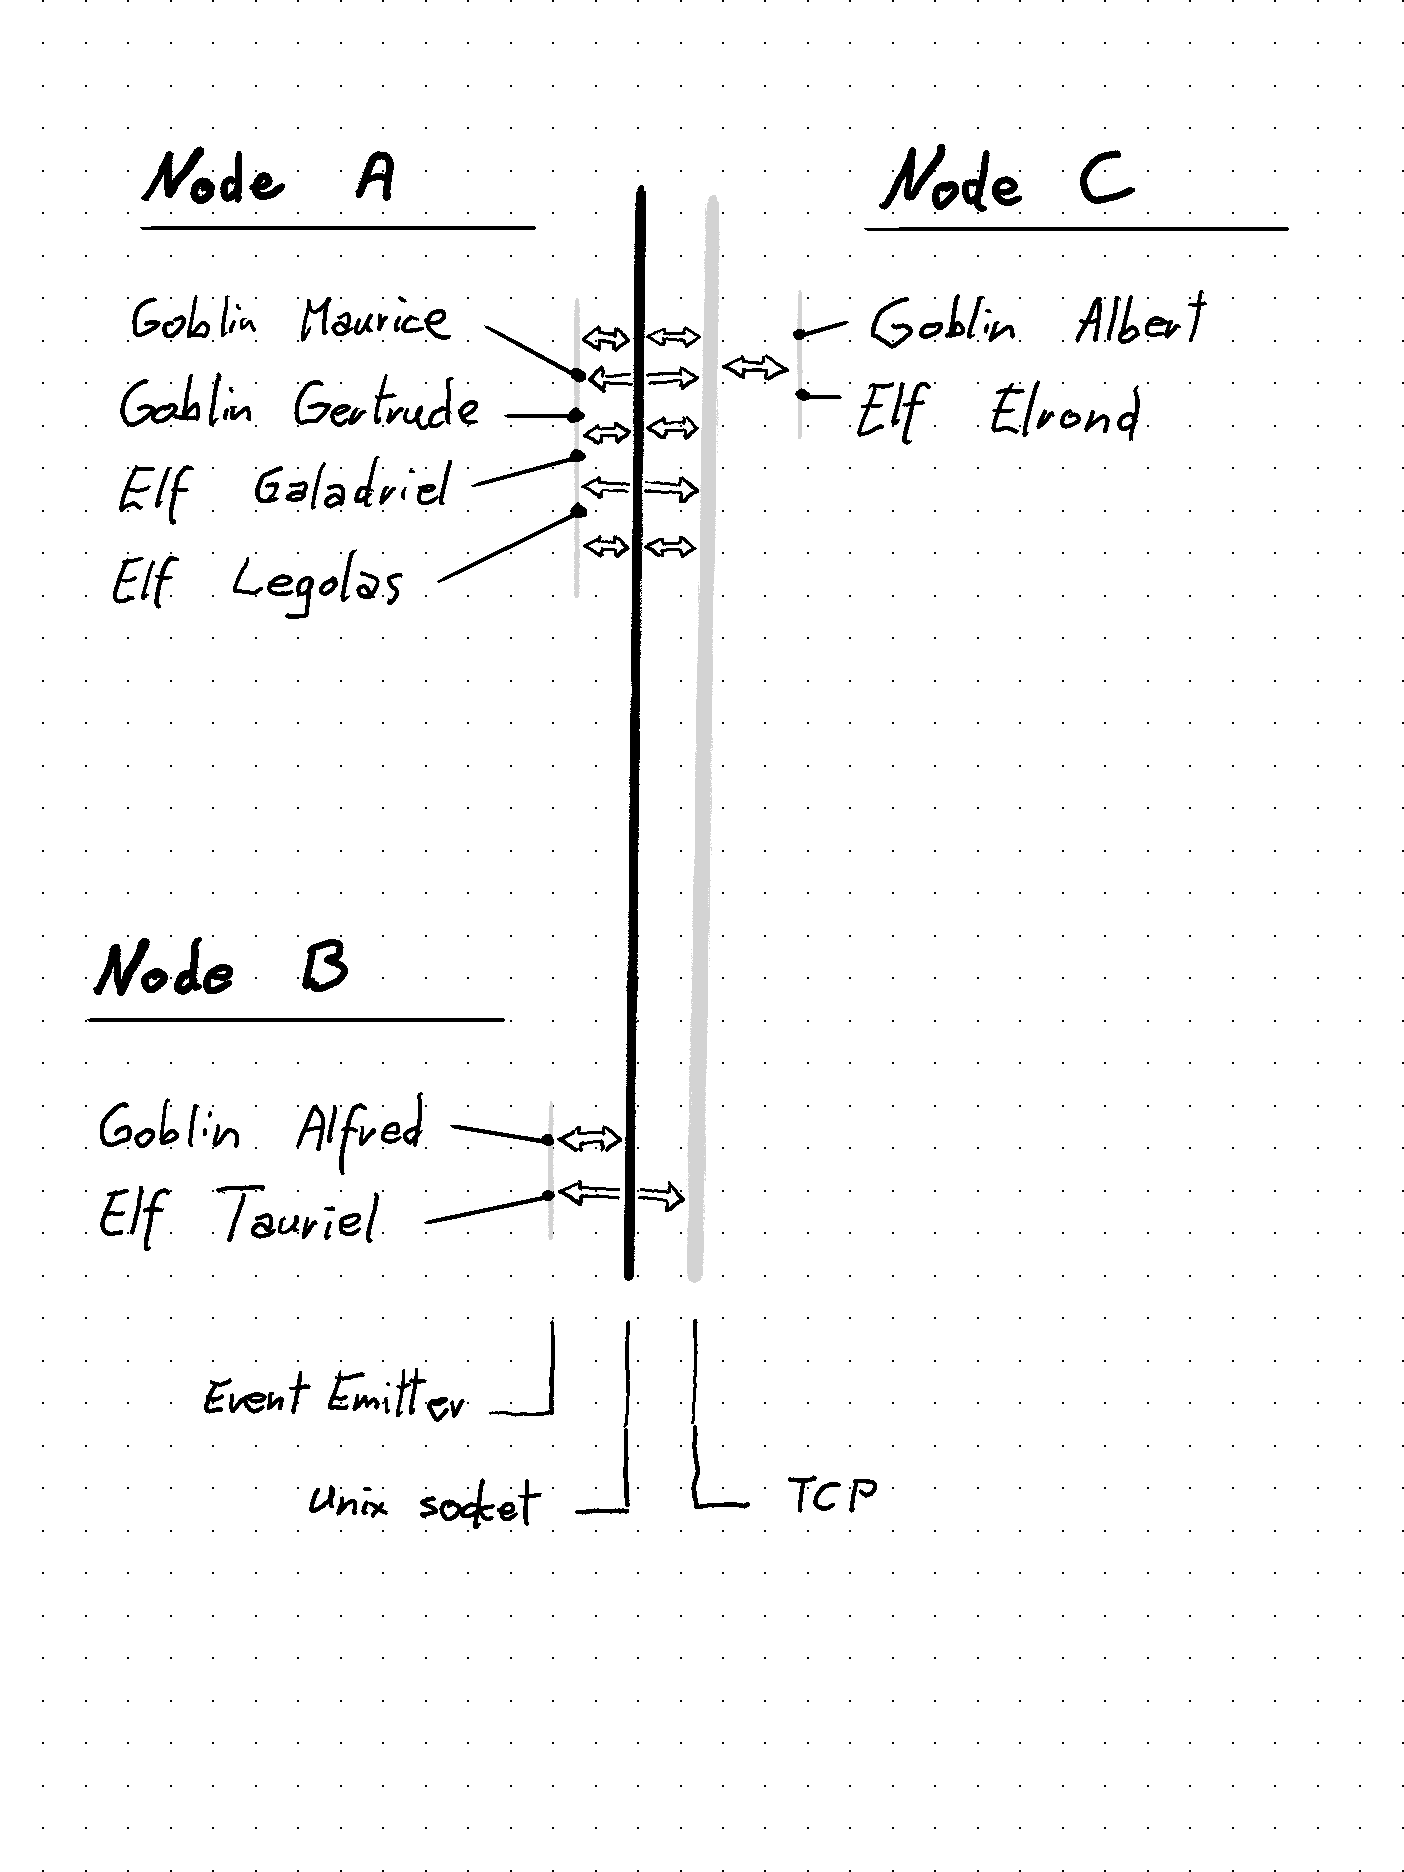 Node A
Goblin Maurice
Goblin Gertrude
Elf Galadriel
Elf Legolas
Node C
Goblin Albert
Elf Elrond
Node B
Goblin Alfred
Elf Tauriel
Event Emitter
Unix socket
TCP